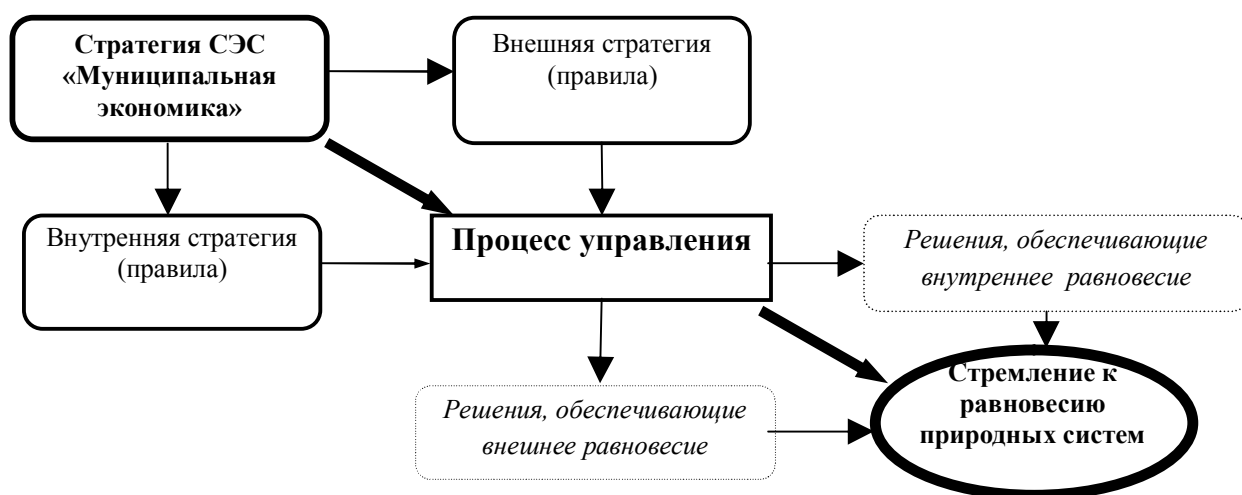 Стратегия СЭС
«Муниципальная
экономика»
Внешняя стратегия
(правила)
Внутренняя стратегия
(правила)
Процесс управления
Решения, обеспечивающие
внутреннее равновесие
Решения, обеспечивающие
внешнее равновесие
Стремление к
равновесию
природных систем